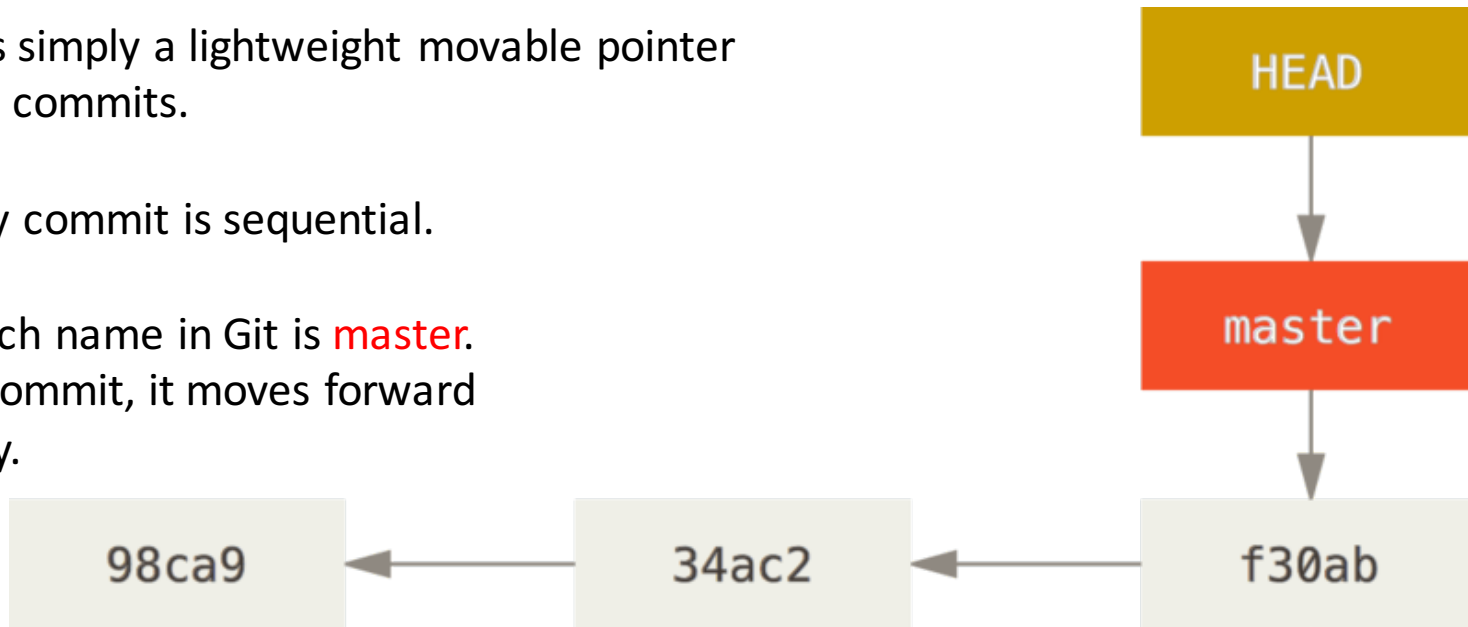 s simply a lightweight movable pointer
commits.
y commit is sequential.
ch name in Git is master.
ommit, it moves forward
y.
HEAD
master
98ca9
34ac2
f30ab